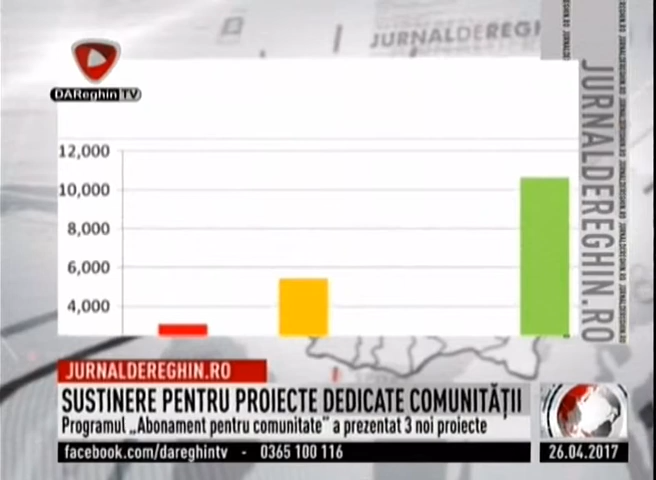 JURNALDEREGHIN.RO
DAReghin TV
12,000
10,000
8,000
6,000
4,000
JURNALDEREGHIN.RO
JURNALDEREGHIN.RO
SUSTINERE PENTRU PROIECTE DEDICATE COMUNITĂȚII
Programul „Abonament pentru comunitate" a prezentat 3 noi proiecte
facebook.com/dareghintv - 0365 100 116
26.04.2017